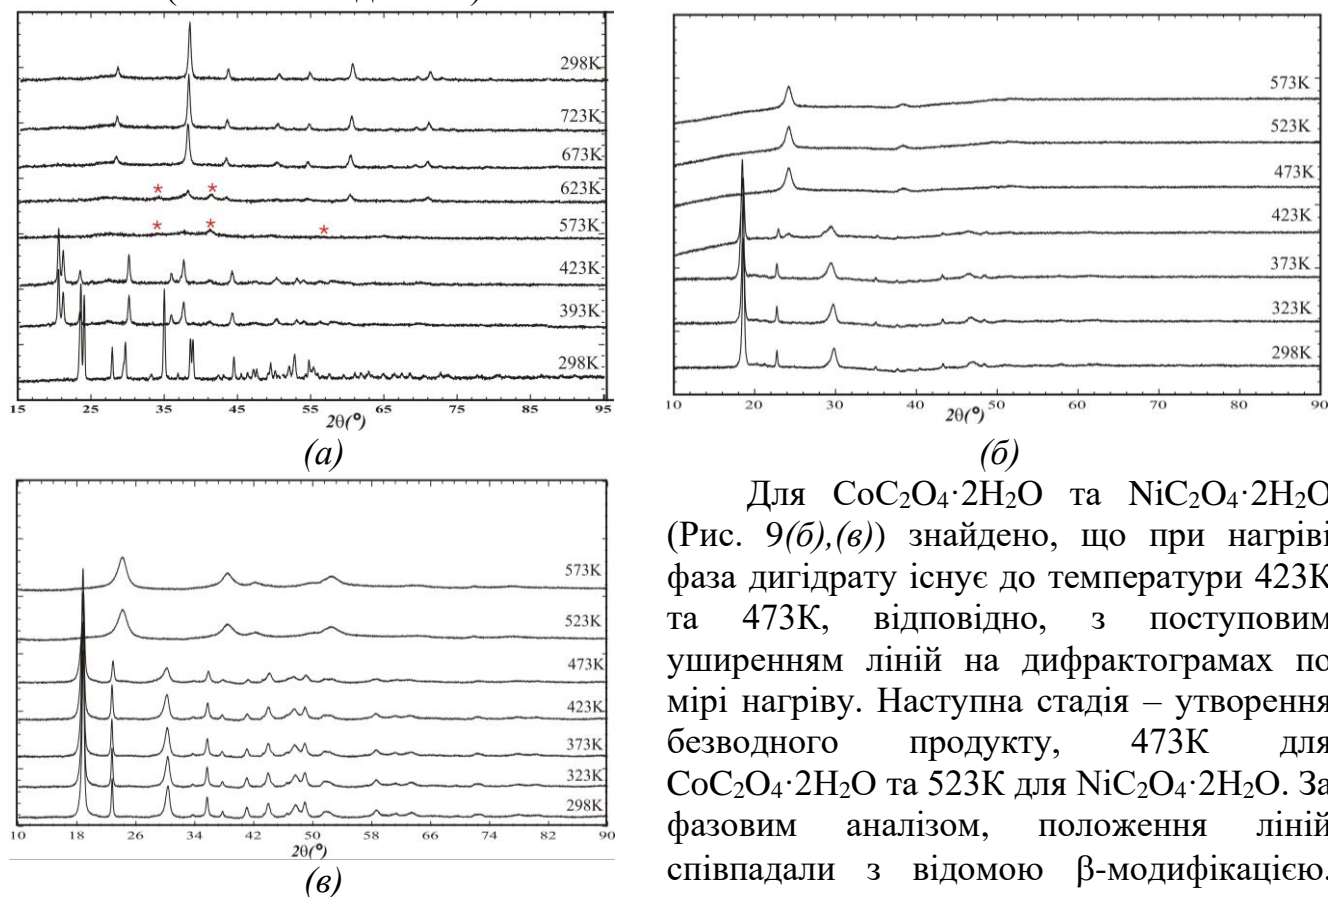 298K
723K
673K
623K
573K
423K
393K
298K
15 25 35 45 55 65 75 85 95
2θ(°)
(а)
573K
523K
473K
423K
373K
323K
298K
10 20 30 40 50 60 70 80 90
2θ(°)
(б)
573K
523K
473K
423K
373K
323K
298K
10 18 26 34 42 50 58 66 74 82 90
2θ(°)
(в)
Для CoC₂O₄·2H₂O та NiC₂O₄·2H₂O
(Рис. 9(б),(в)) знайдено, що при нагріві
фаза дигідрату існує до температури 423К
та 473К, відповідно, з поступовим
уширенням ліній на дифрактограмах по
мірі нагріву. Наступна стадія – утворення
безводного продукту, 473К для
CoC₂O₄·2H₂O та 523К для NiC₂O₄·2H₂O. За
фазовим аналізом, положення ліній
співпадали з відомою β-модифікацією.